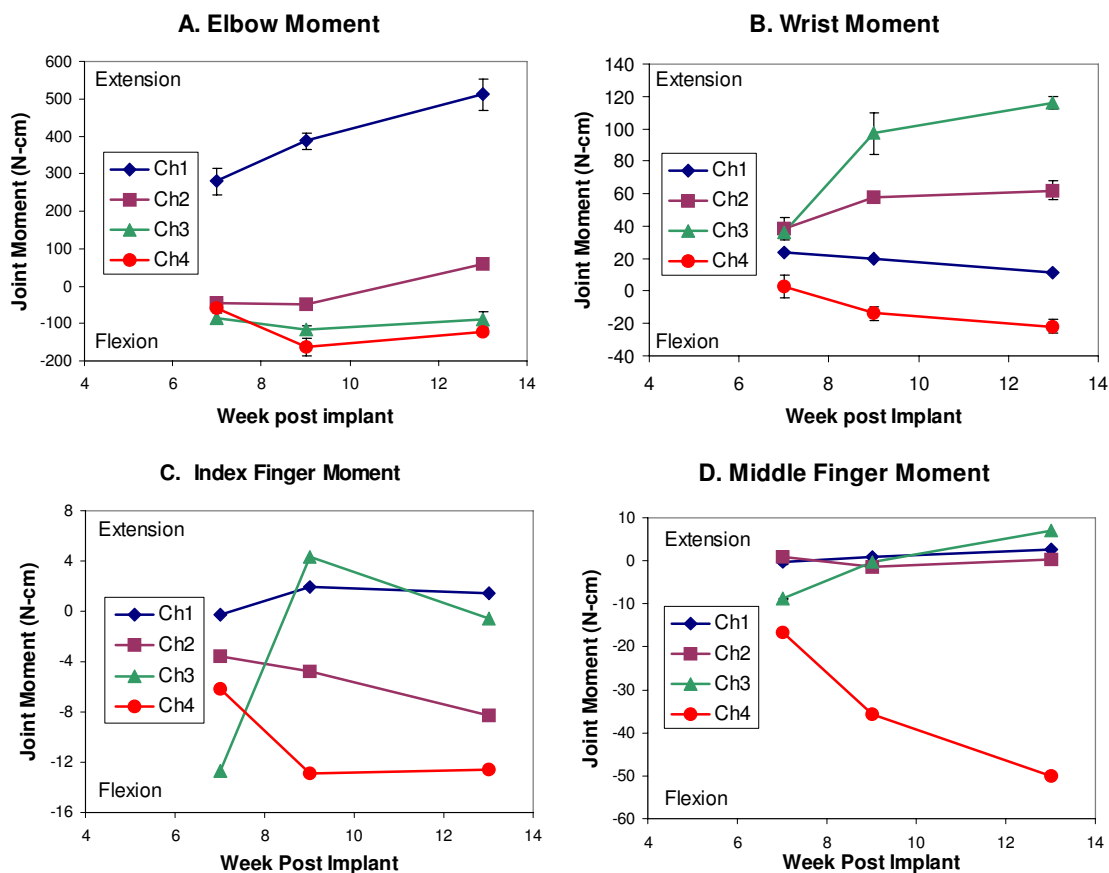 A. Elbow Moment
600
500
400
300
200
100
0
-100
-200
Joint Moment (N-cm)
Extension
Ch1
Ch2
Ch3
Ch4
Flexion
4 6 8 10 12 14
Week post implant
B. Wrist Moment
140
120
100
80
60
40
20
0
-20
-40
Joint Moment (N-cm)
Extension
Ch1
Ch2
Ch3
Ch4
Flexion
4 6 8 10 12 14
Week post Implant
C. Index Finger Moment
8
4
0
-4
-8
-12
-16
Joint Moment (N-cm)
Extension
Ch1
Ch2
Ch3
Ch4
Flexion
4 6 8 10 12 14
Week Post Implant
D. Middle Finger Moment
10
0
-10
-20
-30
-40
-50
-60
Joint Moment (N-cm)
Extension
Ch1
Ch2
Ch3
Ch4
Flexion
4 6 8 10 12 14
Week Post Implant